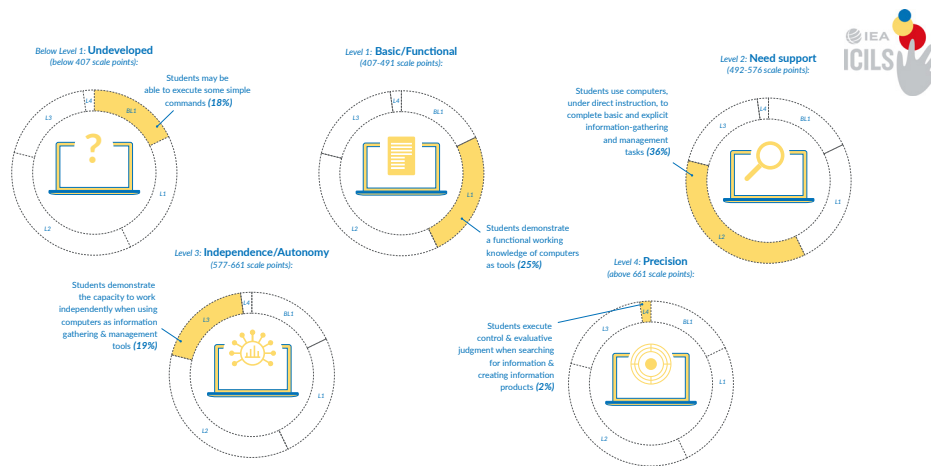 IEA
ICILS
Below Level 1: Undeveloped
(below 407 scale points):
Students may be
able to execute some simple
commands (18%)
L4
BL1
L3
L1
L2
Level 1: Basic/Functional
(407-491 scale points):
L4
BL1
L3
L1
L2
Students demonstrate
a functional working
knowledge of computers
as tools (25%)
Level 2: Need support
(492-576 scale points):
Students use computers,
under direct instruction, to
complete basic and explicit
information-gathering
and management
tasks (36%)
L4
BL1
L3
L1
L2
Level 3: Independence/Autonomy
(577-661 scale points):
Students demonstrate
the capacity to work
independently when using
computers as information
gathering & management
tools (19%)
L4
BL1
L3
L1
L2
Level 4: Precision
(above 661 scale points):
Students execute
control & evaluative
judgment when searching
for information &
creating information
products (2%)
L4
BL1
L3
L1
L2